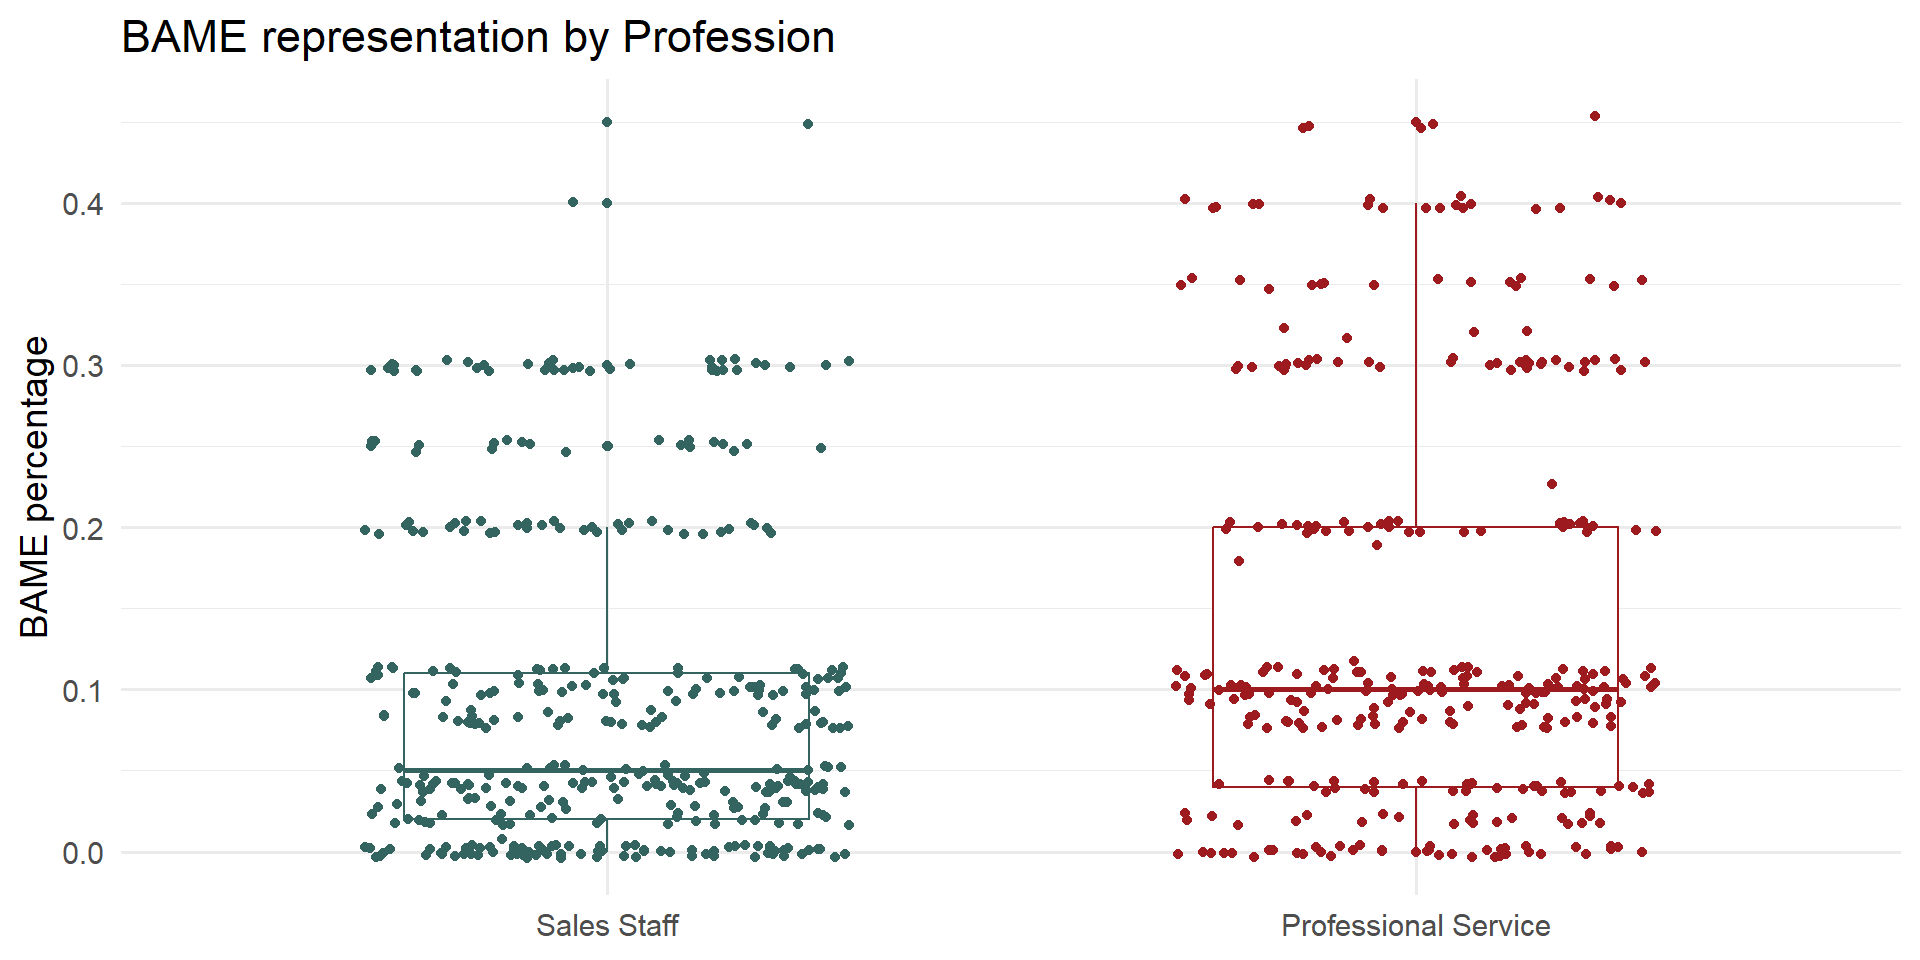 BAME representation by Profession
BAME percentage
0.4
0.3
0.2
0.1
0.0
Sales Staff
Professional Service